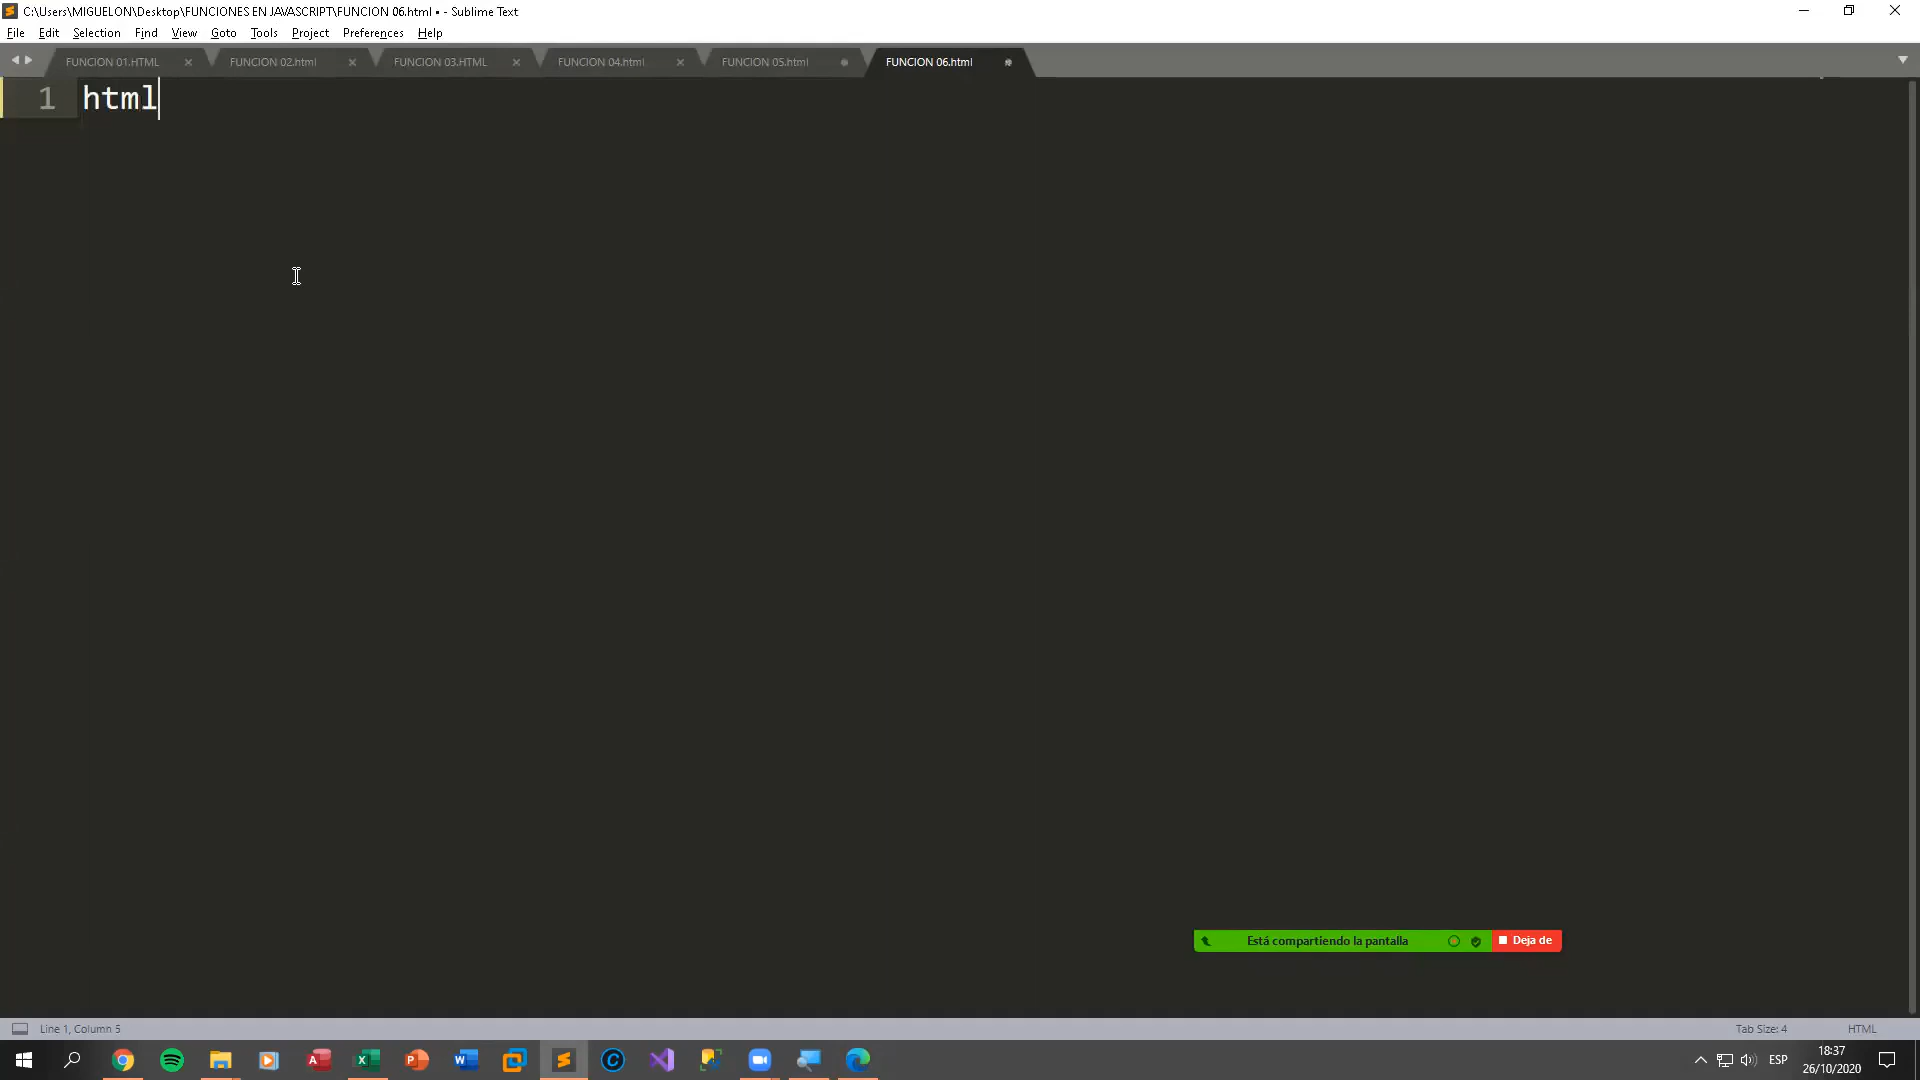 C:\Users\MIGUELON\Desktop\FUNCIONES EN JAVASCRIPT\FUNCION 06.html • - Sublime Text
File Edit Selection Find View Goto Tools Project Preferences Help
FUNCION 01.HTML FUNCION 02.html FUNCION 03.HTML FUNCION 04.html FUNCION 05.html FUNCION 06.html
1 html
Está compartiendo la pantalla Deja de
Line 1, Column 5 Tab Size: 4 HTML
ESP 18:37
26/10/2020